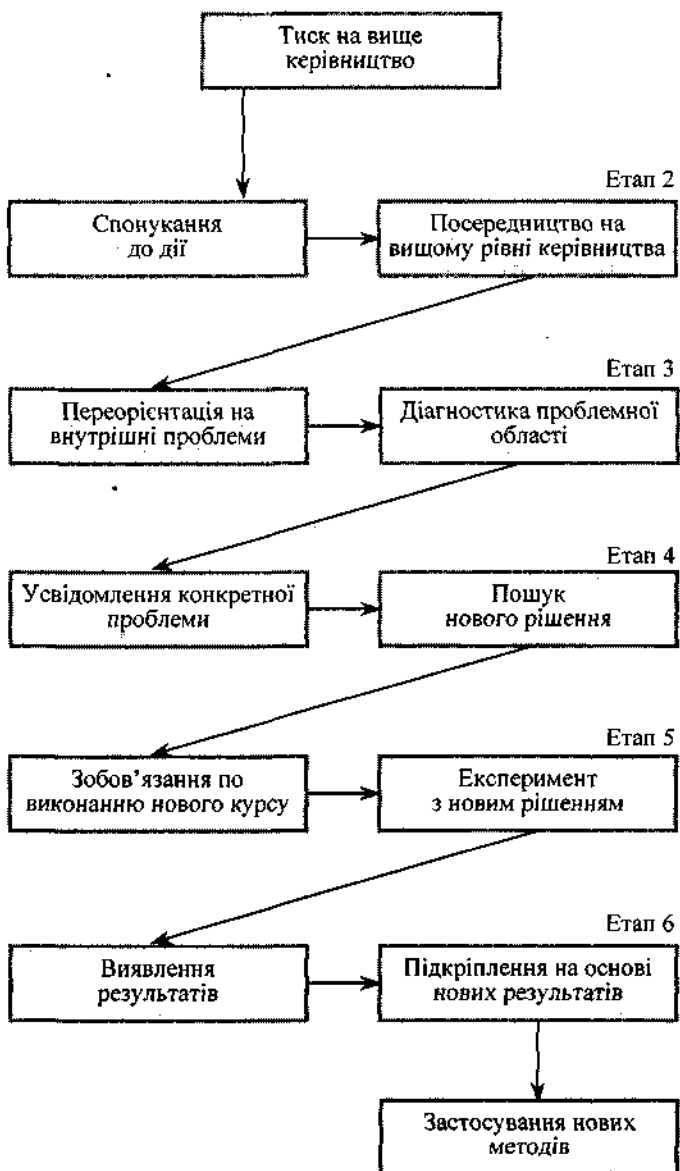 Тиск на вище
керівництво
Етап 2
Спонукання
до дії
Посередництво на
вищому рівні керівництва
Етап 3
Переорієнтація на
внутрішні проблеми
Діагностика проблемної
області
Етап 4
Усвідомлення конкретної
проблеми
Пошук
нового рішення
Етап 5
Зобов’язання по
виконанню нового курсу
Експеримент
з новим рішенням
Етап 6
Виявлення
результатів
Підкріплення на основі
нових результатів
Застосування нових
методів